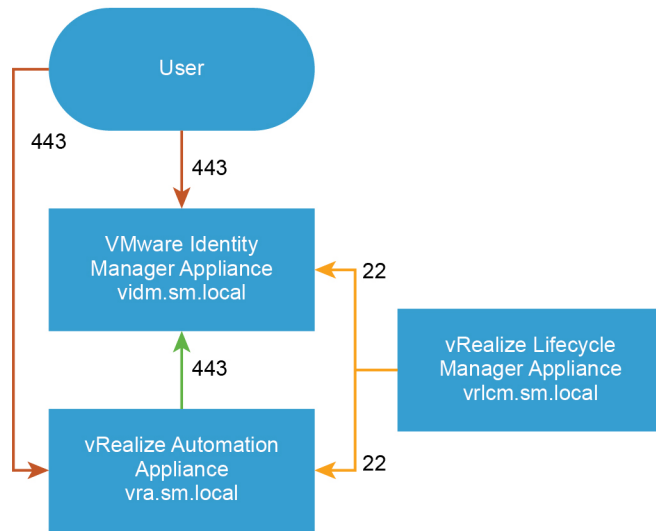 User
443
443
VMware Identity
Manager Appliance
vidm.sm.local
22
vRealize Lifecycle
Manager Appliance
vrlcm.sm.local
443
vRealize Automation
Appliance
vra.sm.local
22